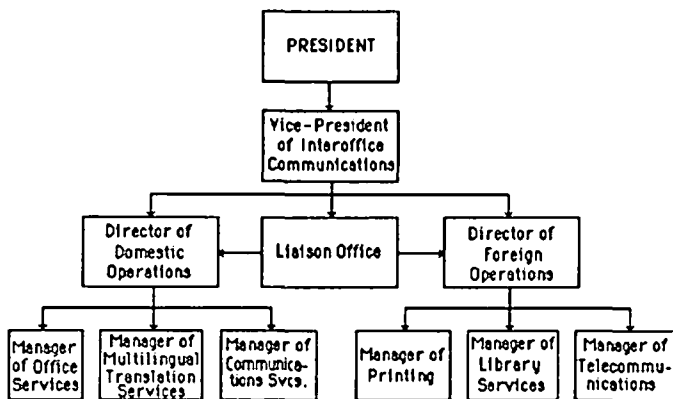 PRESIDENT
Vice-President
of Interoffice
Communications
Director of
Domestic
Operations
Liaison Office
Director of
Foreign
Operations
Manager
of Office
Services
Manager of
Multilingual
Translation
Services
Manager of
Communica-
tions Svcs.
Manager of
Printing
Manager of
Library
Services
Manager of
Telecommu-
nications